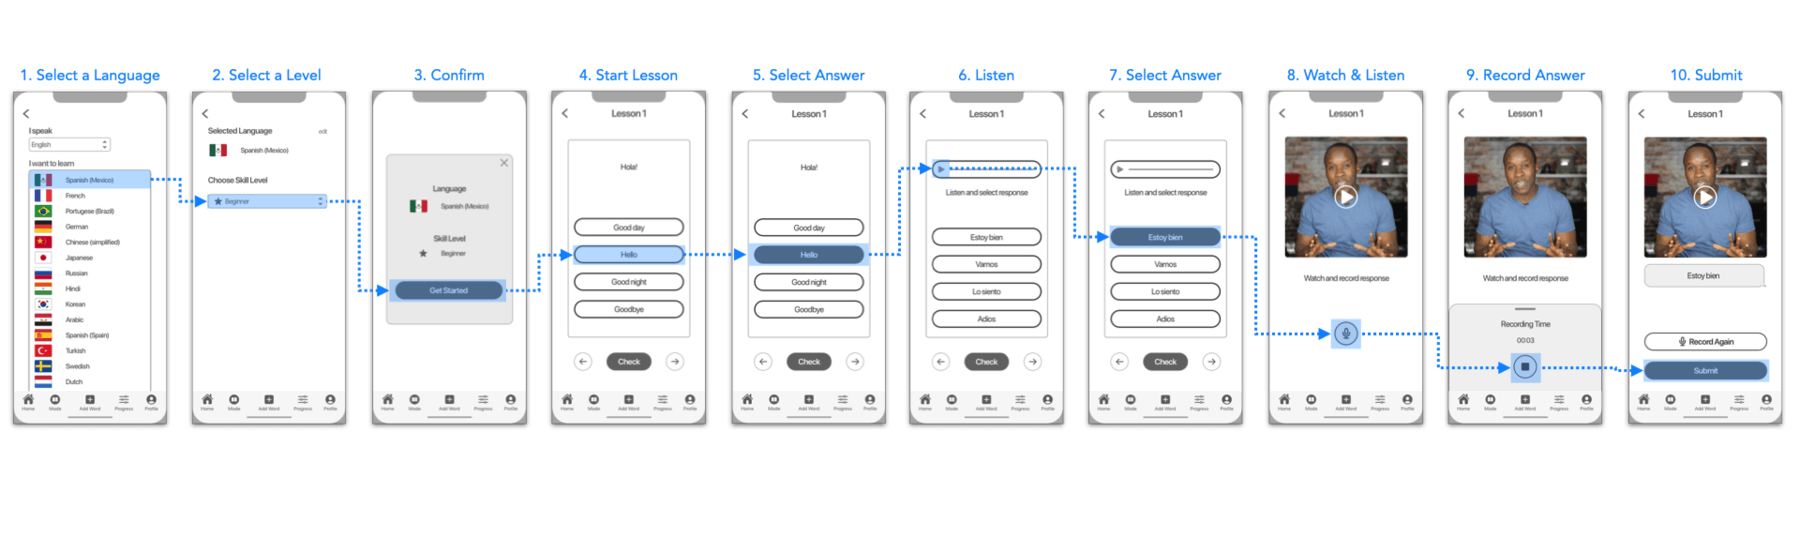 1. Select a Language
I speak
English
I want to learn
Spanish (Mexico)
French
Portugese (Brazil)
German
Chinese (simplified)
Japanese
Russian
Hindi
Korean
Arabic
Spanish (Spain)
Turkish
Swedish
Dutch
Home Mode Add Word Progress Profile
2. Select a Level
Selected Language edit
Spanish (Mexico)
Choose Skill Level
Beginner
Home Mode Add Word Progress Profile
3. Confirm
Language
Spanish (Mexico)
Skill Level
Beginner
Get Started
Home Mode Add Word Progress Profile
4. Start Lesson
Lesson 1
Hola!
Good day
Hello
Good night
Goodbye
Check
Home Mode Add Word Progress Profile
5. Select Answer
Lesson 1
Hola!
Good day
Hello
Good night
Goodbye
Check
Home Mode Add Word Progress Profile
6. Listen
Lesson 1
Listen and select response
Estoy bien
Vamos
Lo siento
Adios
Check
Home Mode Add Word Progress Profile
7. Select Answer
Lesson 1
Listen and select response
Estoy bien
Vamos
Lo siento
Adios
Check
Home Mode Add Word Progress Profile
8. Watch & Listen
Lesson 1
Watch and record response
Home Mode Add Word Progress Profile
9. Record Answer
Lesson 1
Watch and record response
Recording Time
00:03
Home Mode Add Word Progress Profile
10. Submit
Lesson 1
Estoy bien
Record Again
Submit
Home Mode Add Word Progress Profile